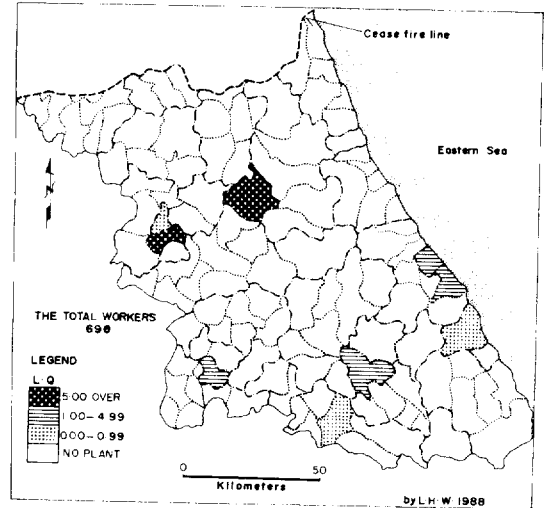 Cease fire line
Eastern Sea
N
THE TOTAL WORKERS
698
LEGEND
L·Q
5.00 OVER
1.00-4.99
0.00-0.99
NO PLANT
0 50
Kilometers
by L·H·W·1988